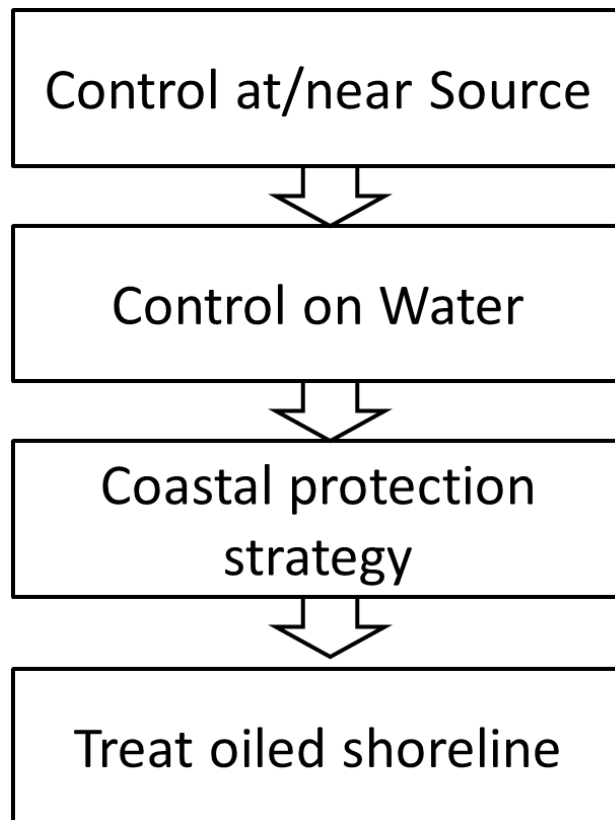 Control at/near Source
Control on Water
Coastal protection
strategy
Treat oiled shoreline